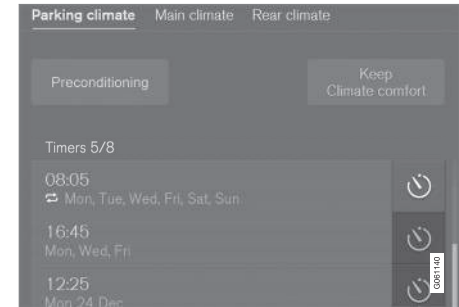 Parking climate Main climate Rear climate
Preconditioning
Keep
Climate comfort
Timers 5/8
08:05
Mon, Tue, Wed, Fri, Sat, Sun
16:45
Mon, Wed, Fri
12:25
Mon 24 Dec
G061140